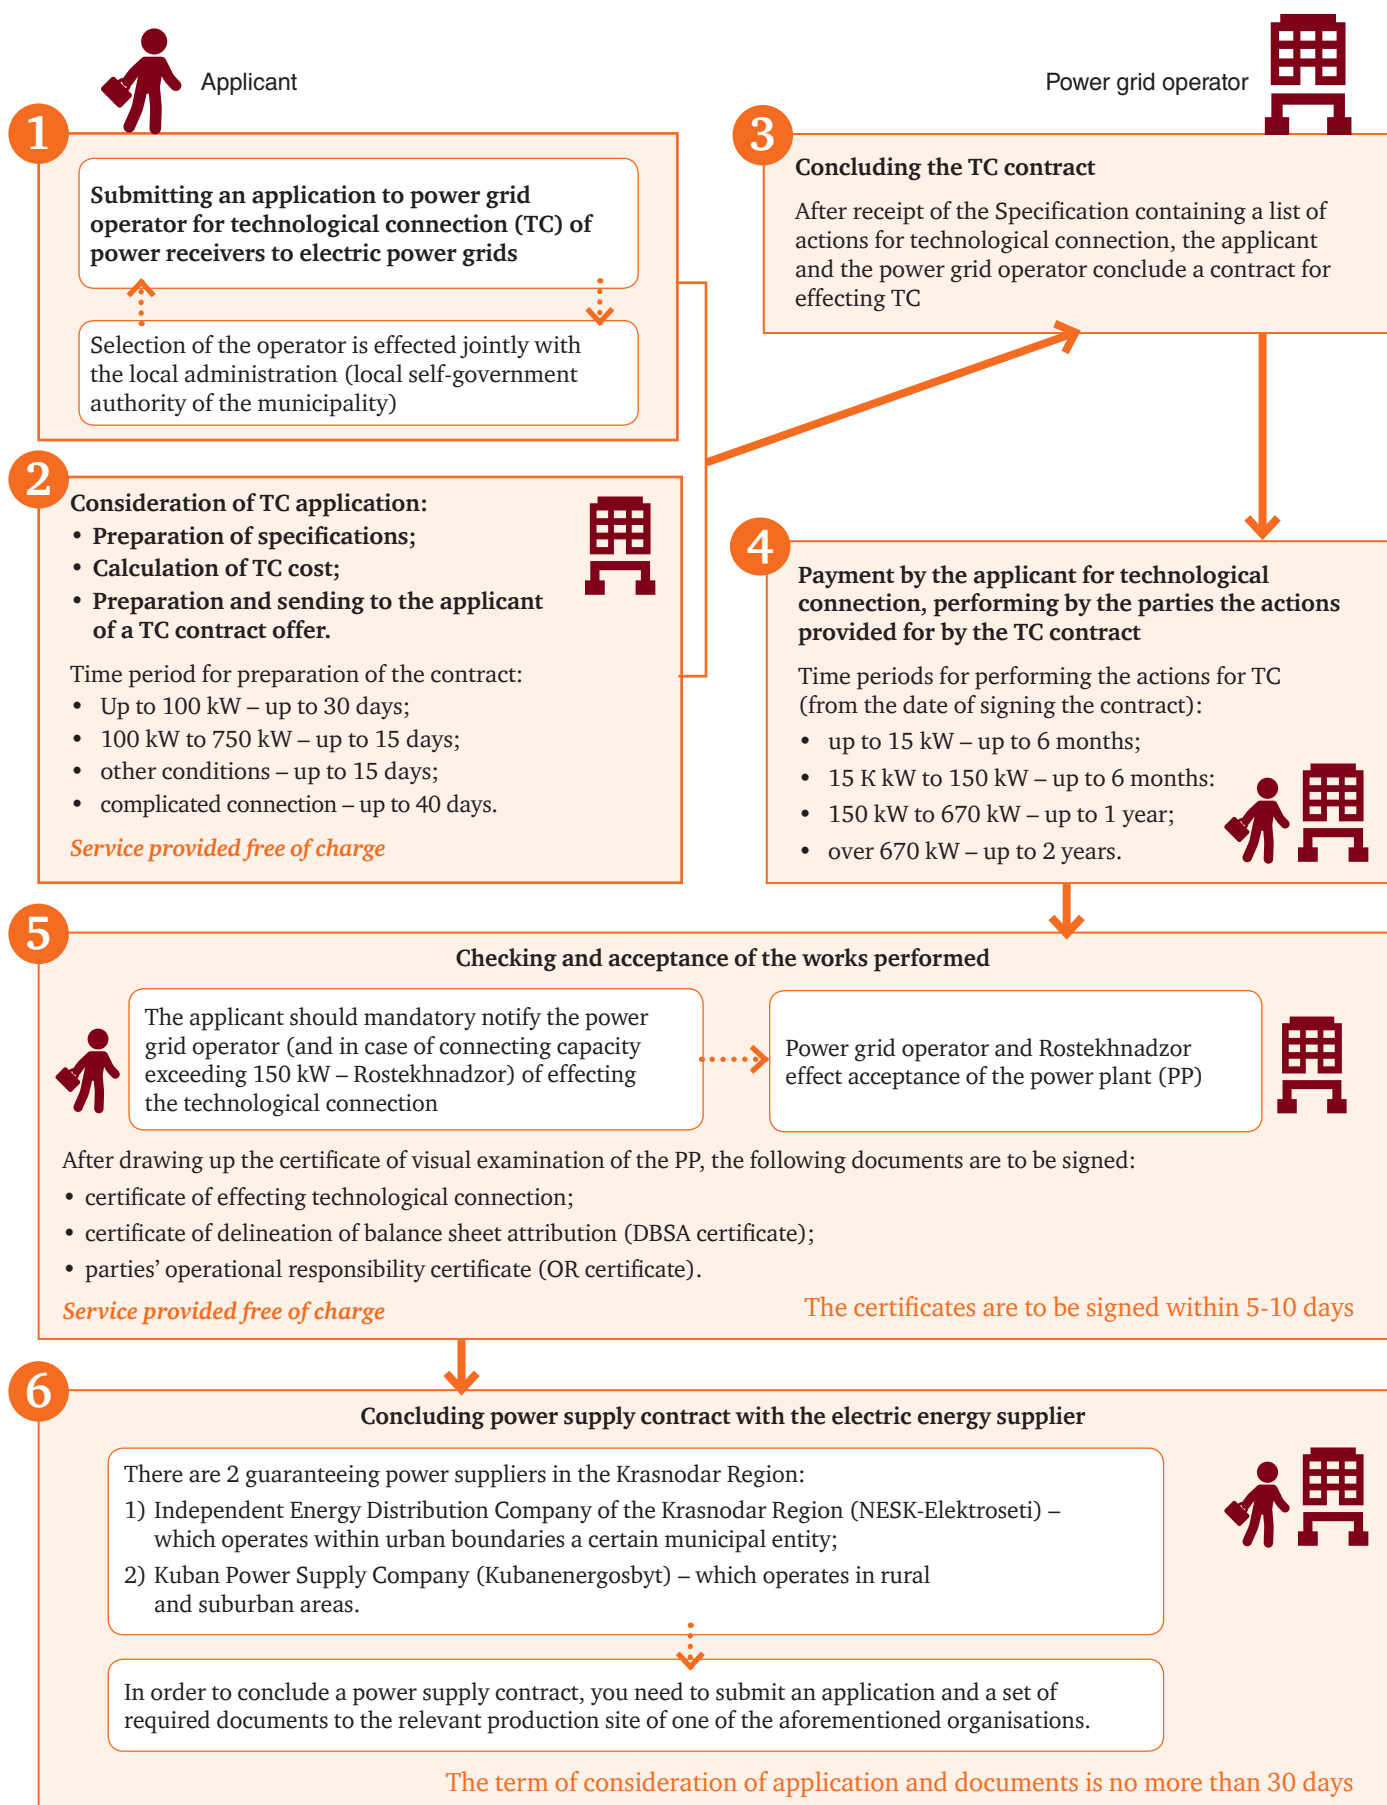 Applicant
Power grid operator
1
Submitting an application to power grid
operator for technological connection (TC) of
power receivers to electric power grids
Selection of the operator is effected jointly with
the local administration (local self-government
authority of the municipality)
2
Consideration of TC application:
• Preparation of specifications;
• Calculation of TC cost;
• Preparation and sending to the applicant
of a TC contract offer.
Time period for preparation of the contract:
• Up to 100 kW – up to 30 days;
• 100 kW to 750 kW – up to 15 days;
• other conditions – up to 15 days;
• complicated connection – up to 40 days.
Service provided free of charge
3
Concluding the TC contract
After receipt of the Specification containing a list of
actions for technological connection, the applicant
and the power grid operator conclude a contract for
effecting TC
4
Payment by the applicant for technological
connection, performing by the parties the actions
provided for by the TC contract
Time periods for performing the actions for TC
(from the date of signing the contract):
• up to 15 kW – up to 6 months;
• 15 K kW to 150 kW – up to 6 months:
• 150 kW to 670 kW – up to 1 year;
• over 670 kW – up to 2 years.
5
Checking and acceptance of the works performed
The applicant should mandatory notify the power
grid operator (and in case of connecting capacity
exceeding 150 kW – Rostekhnadzor) of effecting
the technological connection
Power grid operator and Rostekhnadzor
effect acceptance of the power plant (PP)
After drawing up the certificate of visual examination of the PP, the following documents are to be signed:
• certificate of effecting technological connection;
• certificate of delineation of balance sheet attribution (DBSA certificate);
• parties’ operational responsibility certificate (OR certificate).
Service provided free of charge
The certificates are to be signed within 5-10 days
6
Concluding power supply contract with the electric energy supplier
There are 2 guaranteeing power suppliers in the Krasnodar Region:
1) Independent Energy Distribution Company of the Krasnodar Region (NESK-Elektroseti) –
which operates within urban boundaries a certain municipal entity;
2) Kuban Power Supply Company (Kubanenergosbyt) – which operates in rural
and suburban areas.
In order to conclude a power supply contract, you need to submit an application and a set of
required documents to the relevant production site of one of the aforementioned organisations.
The term of consideration of application and documents is no more than 30 days